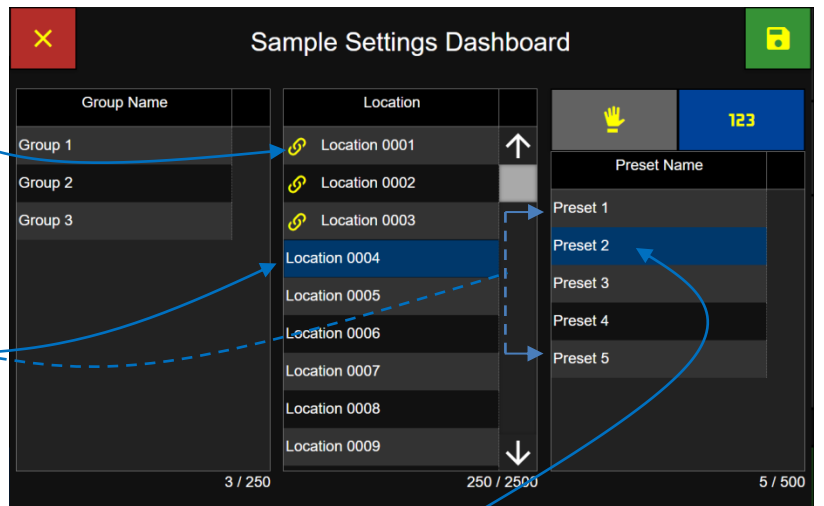 Sample Settings Dashboard
Group Name
Group 1
Group 2
Group 3
3 / 250
Location
Location 0001
Location 0002
Location 0003
Location 0004
Location 0005
Location 0006
Location 0007
Location 0008
Location 0009
250 / 2500
123
Preset Name
Preset 1
Preset 2
Preset 3
Preset 4
Preset 5
5 / 500